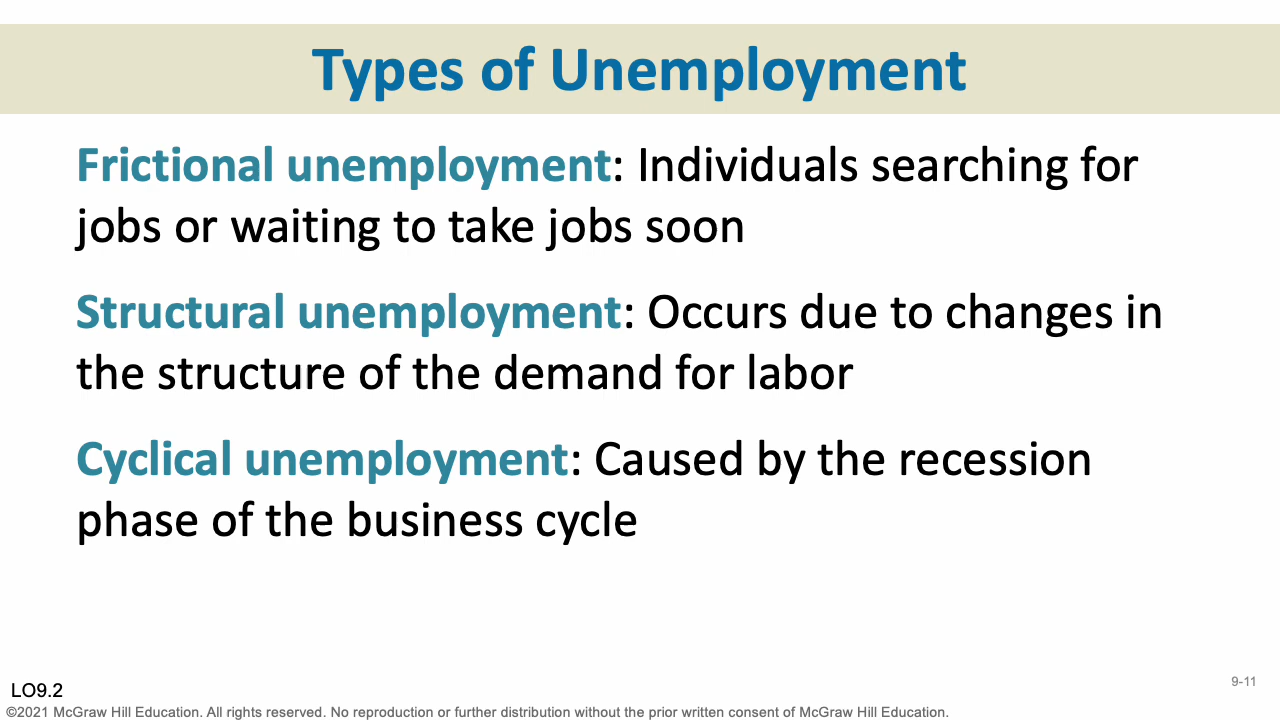 Types of Unemployment
Frictional unemployment: Individuals searching for
jobs or waiting to take jobs soon
Structural unemployment: Occurs due to changes in
the structure of the demand for labor
Cyclical unemployment: Caused by the recession
phase of the business cycle
9-11
LO9.2
©2021 McGraw Hill Education. All rights reserved. No reproduction or further distribution without the prior written consent of McGraw Hill Education.